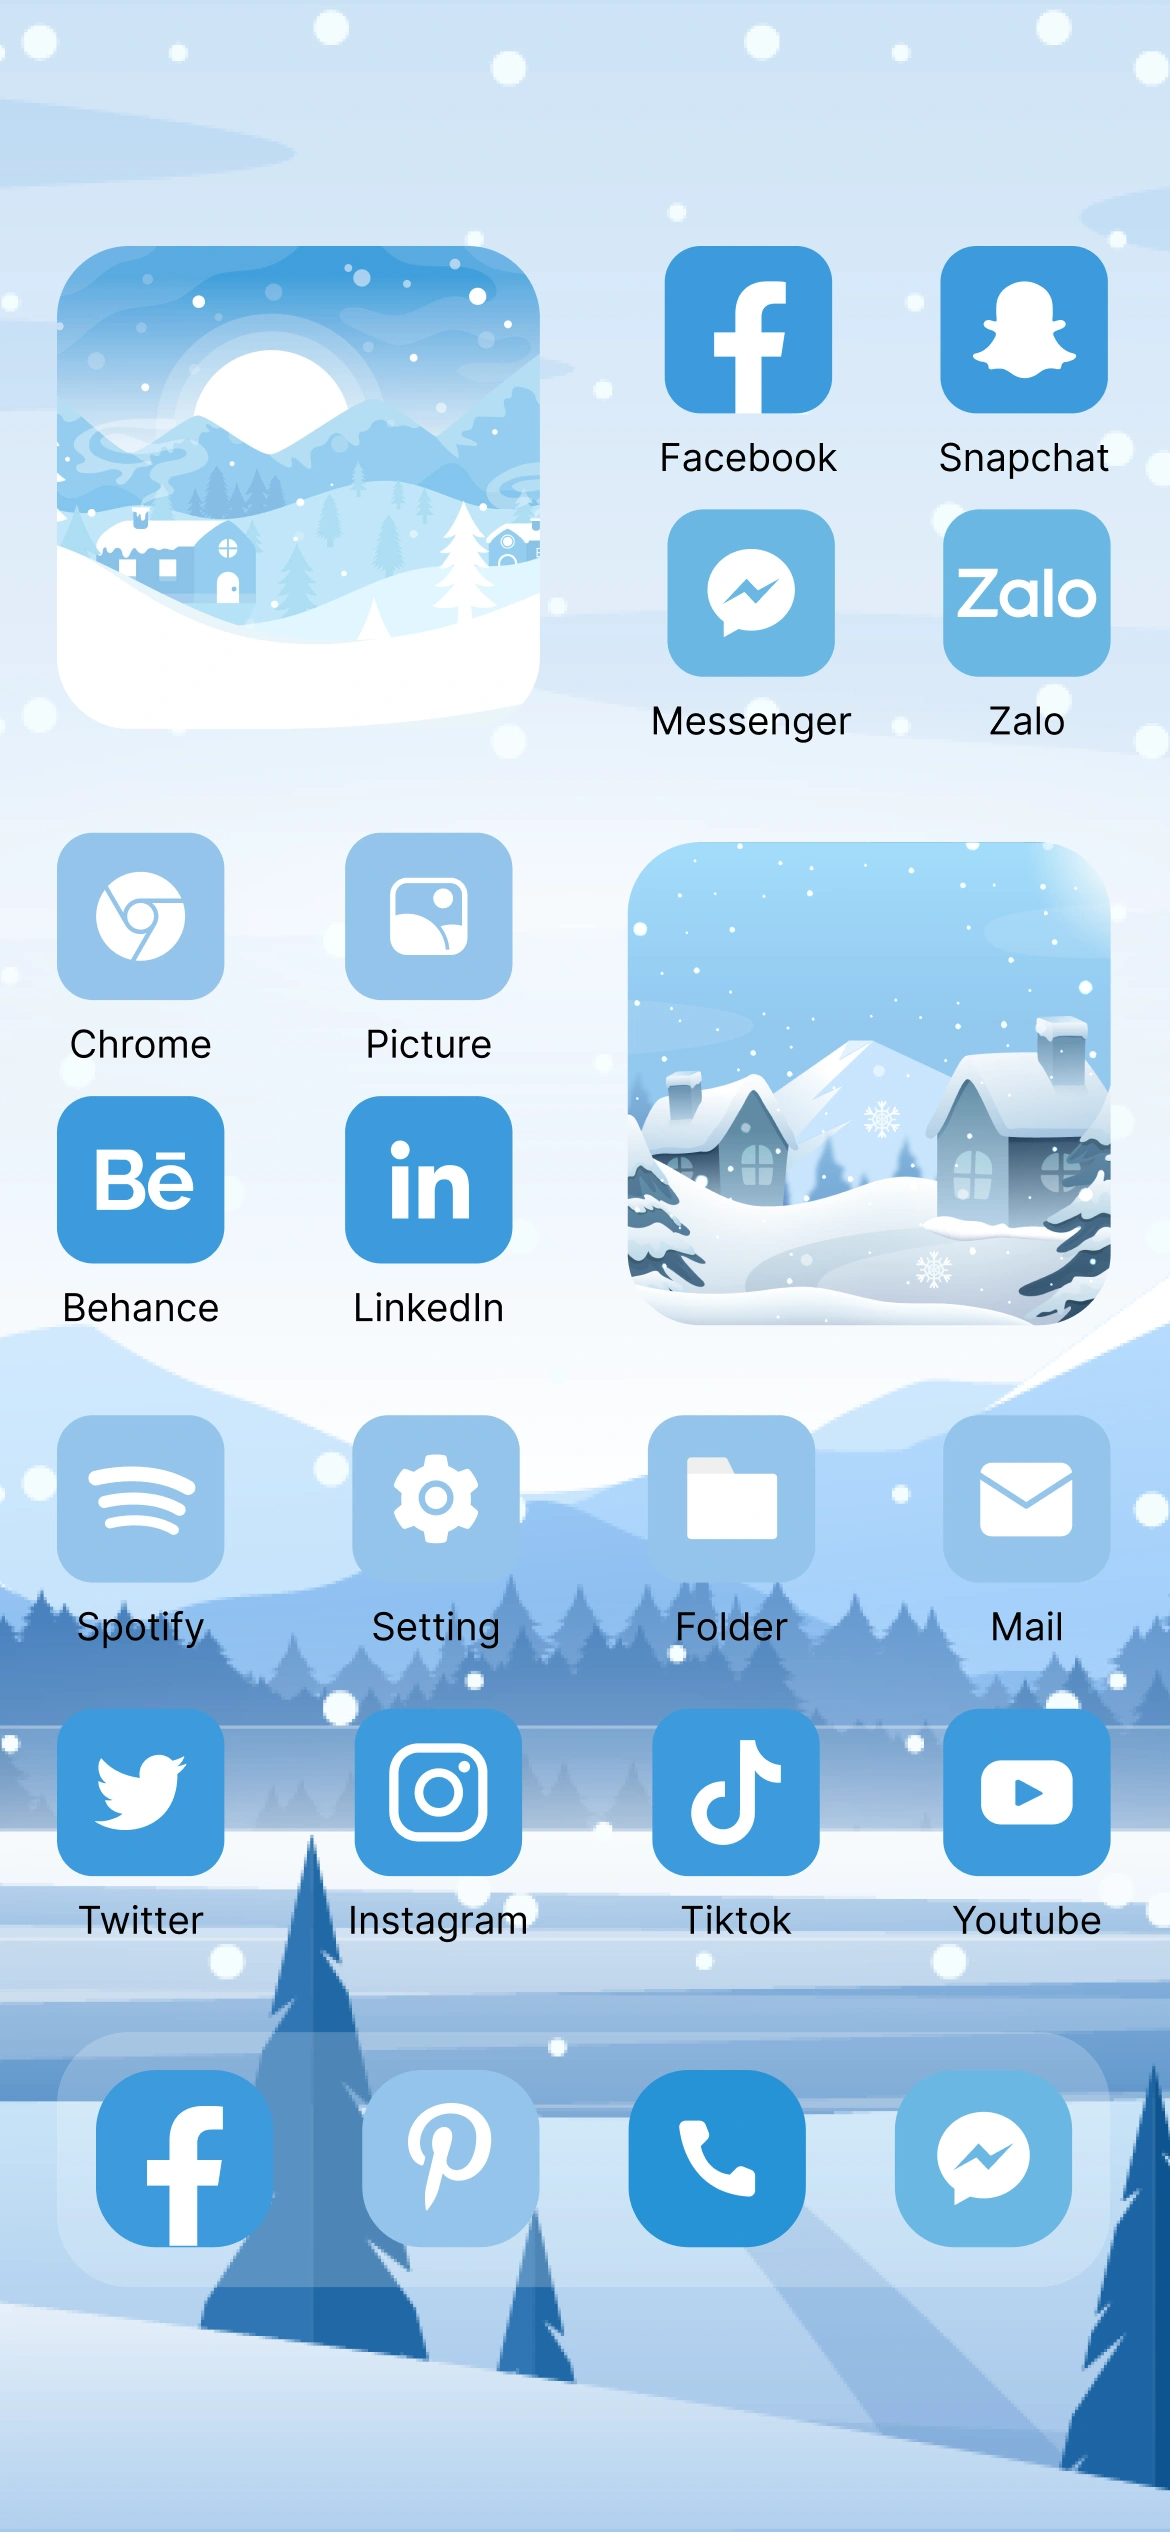 Facebook
Snapchat
Zalo
Messenger
Zalo
Chrome
Picture
Bē
in
Behance
LinkedIn
Spotify
Setting
Folder
Mail
Twitter
Instagram
Tiktok
Youtube